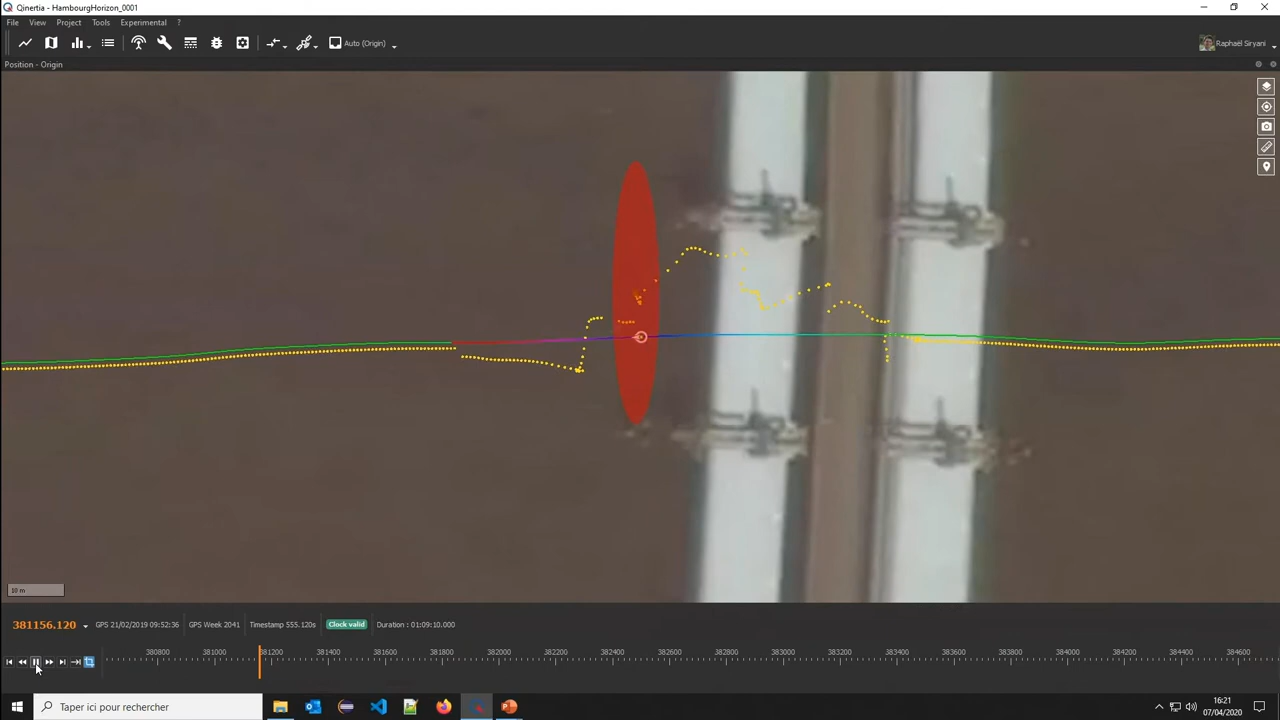 Qinertia - HambourgHorizon_0001
File View Project Tools Experimental ?
Auto (Origin)
Raphaël Siryani
Position - Origin
10 m
381156.120 GPS 21/02/2019 09:52:36 GPS Week 2041 Timestamp 555.120s Clock valid Duration : 01:09:10.000
380800 381000 381200 381400 381600 381800 382000 382200 382400 382600 382800 383000 383200 383400 383600 383800 384000 384200 384400 384600
Taper ici pour rechercher
16:21
07/04/2020